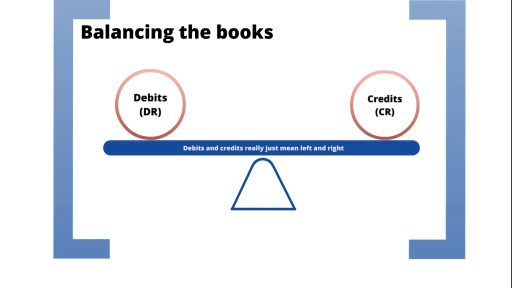 Balancing the books
Debits
(DR)
Credits
(CR)
Debits and credits really just mean left and right